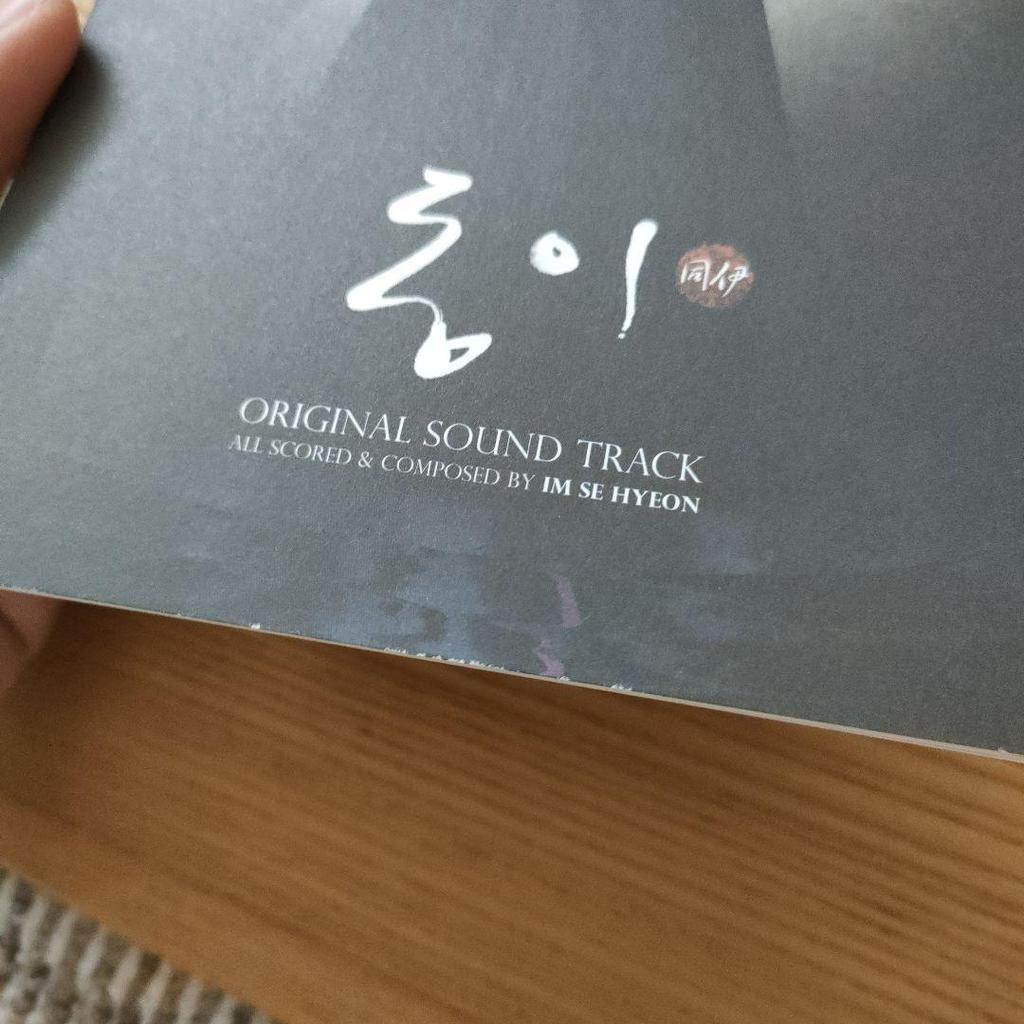 동이 同伊
ORIGINAL SOUND TRACK
ALL SCORED & COMPOSED BY IM SE HYEON